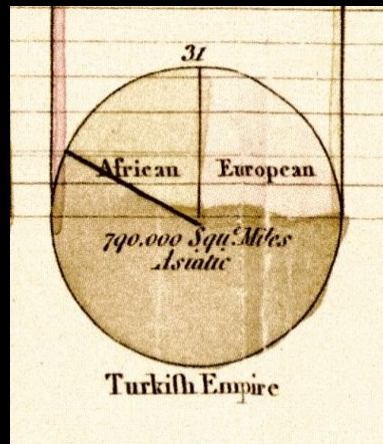 31
African European
790.000 Squ. Miles
Asiatic
Turkish Empire